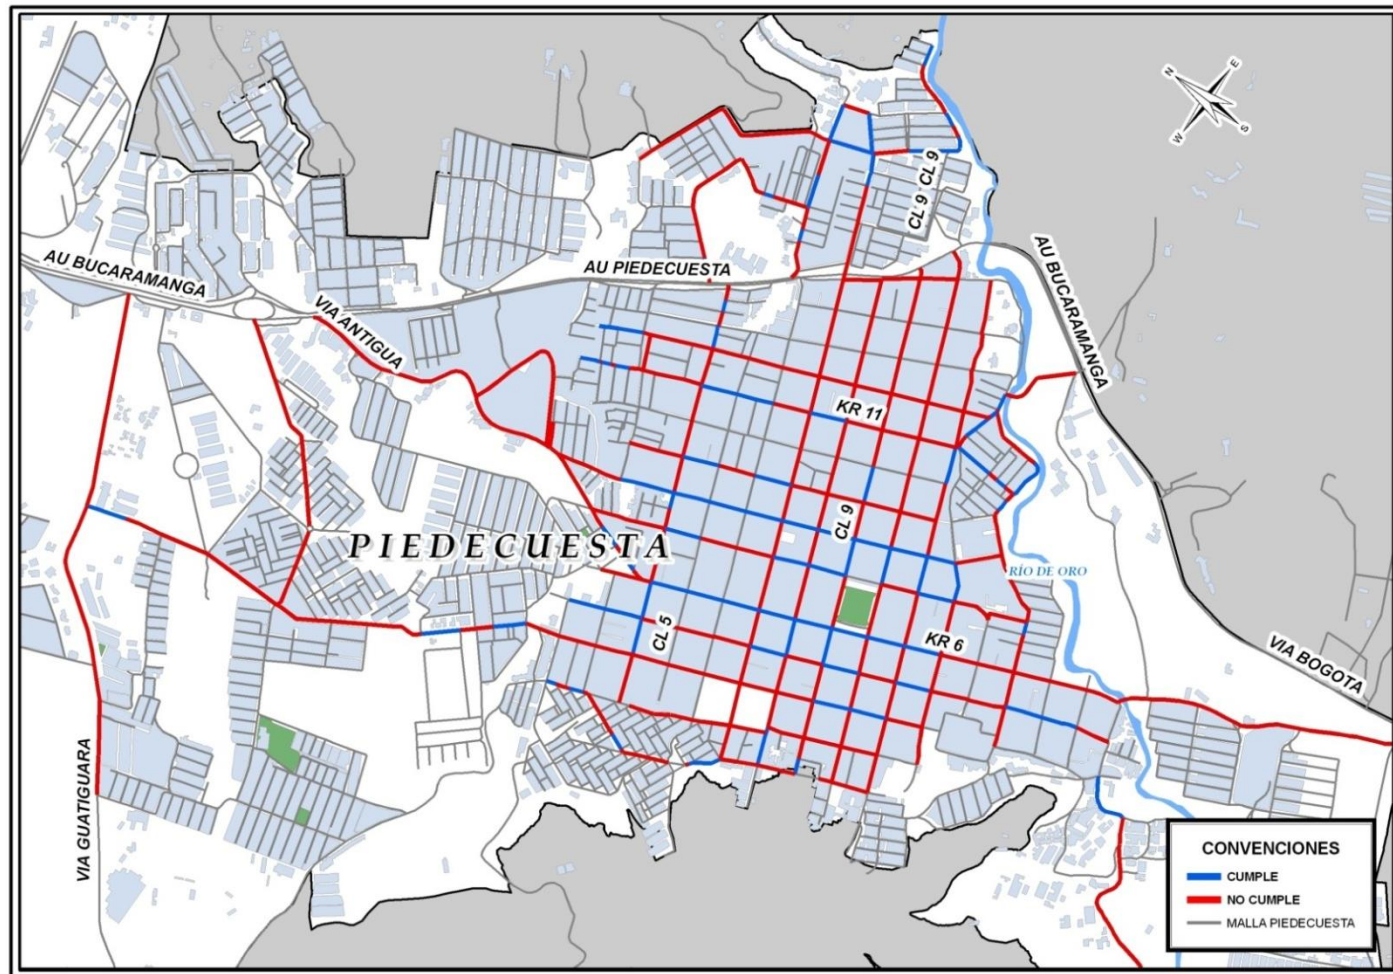 N
E
W
S
CL 9
CL 9
AU BUCARAMANGA
AU PIEDECUESTA
AU BUCARAMANGA
VIA ANTIGUA
KR 11
CL 9
PIEDECUESTA
RÍO DE ORO
CL 5
KR 6
VIA BOGOTA
VIA GUATIGUARA
CONVENCIONES
CUMPLE
NO CUMPLE
MALLA PIEDECUESTA